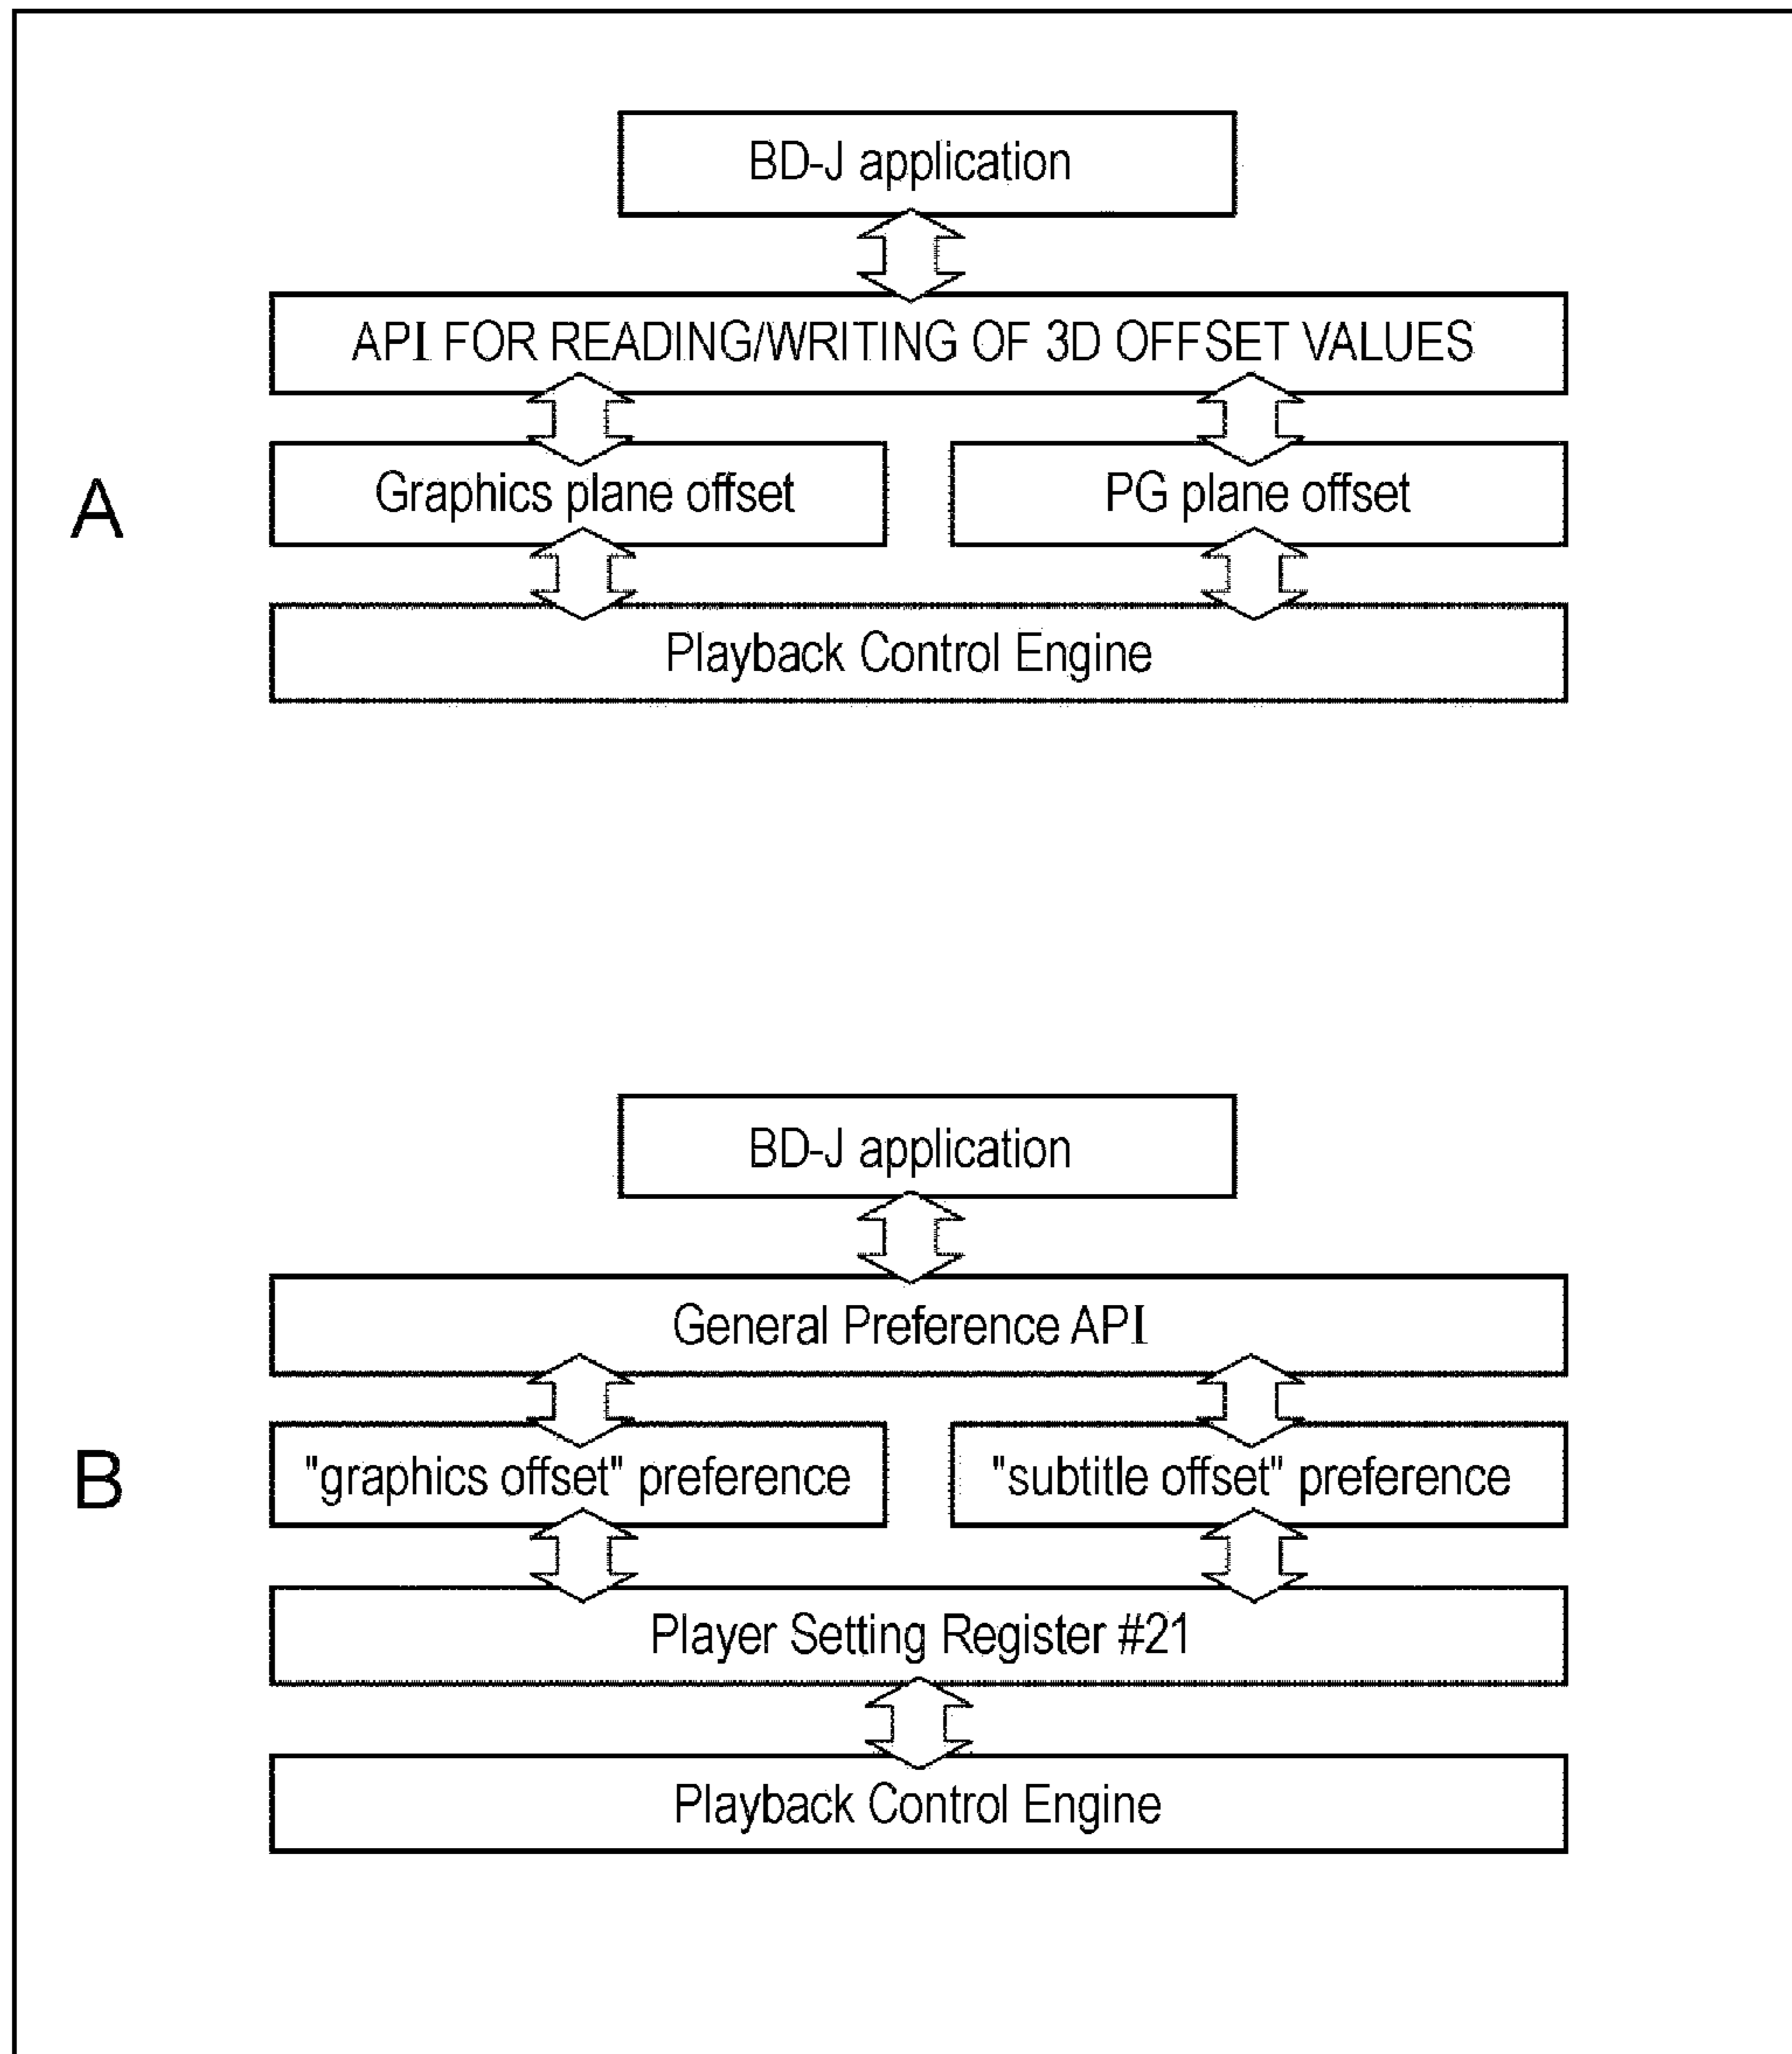 BD-J application
API FOR READING/WRITING OF 3D OFFSET VALUES
Graphics plane offset
PG plane offset
A
Playback Control Engine
BD-J application
General Preference API
"graphics offset" preference
"subtitle offset" preference
B
Player Setting Register #21
Playback Control Engine